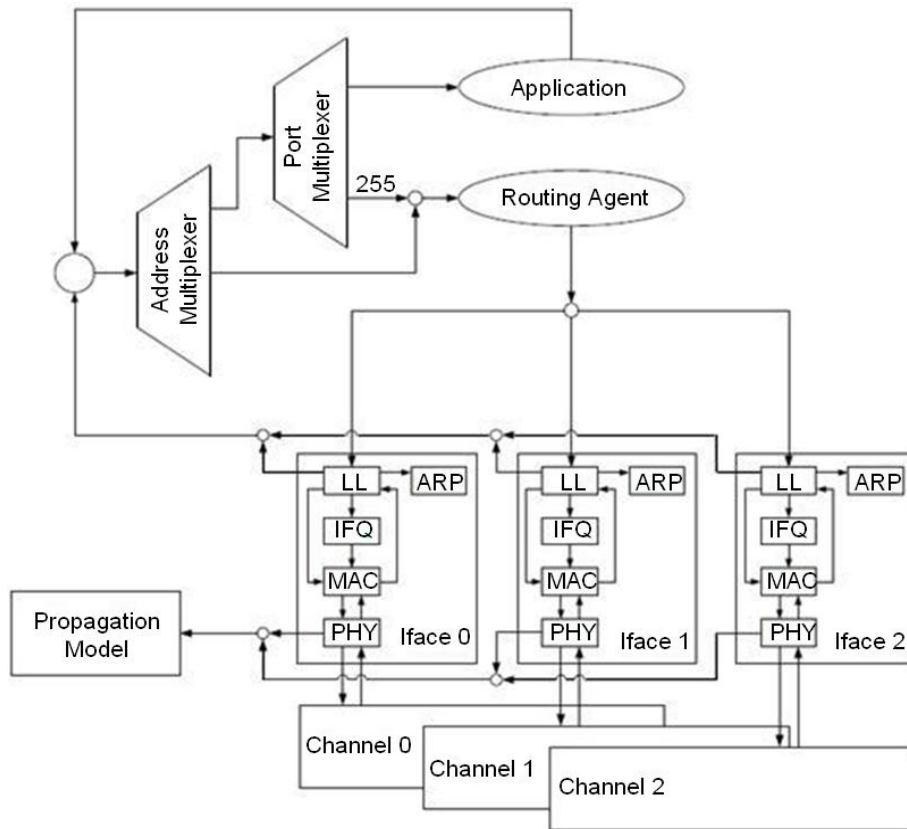 Application
Port
Multiplexer
Address
Multiplexer
255
Routing Agent
LL
ARP
IFQ
MAC
PHY
Iface 0
LL
ARP
IFQ
MAC
PHY
Iface 1
LL
ARP
IFQ
MAC
PHY
Iface 2
Propagation
Model
Channel 0
Channel 1
Channel 2